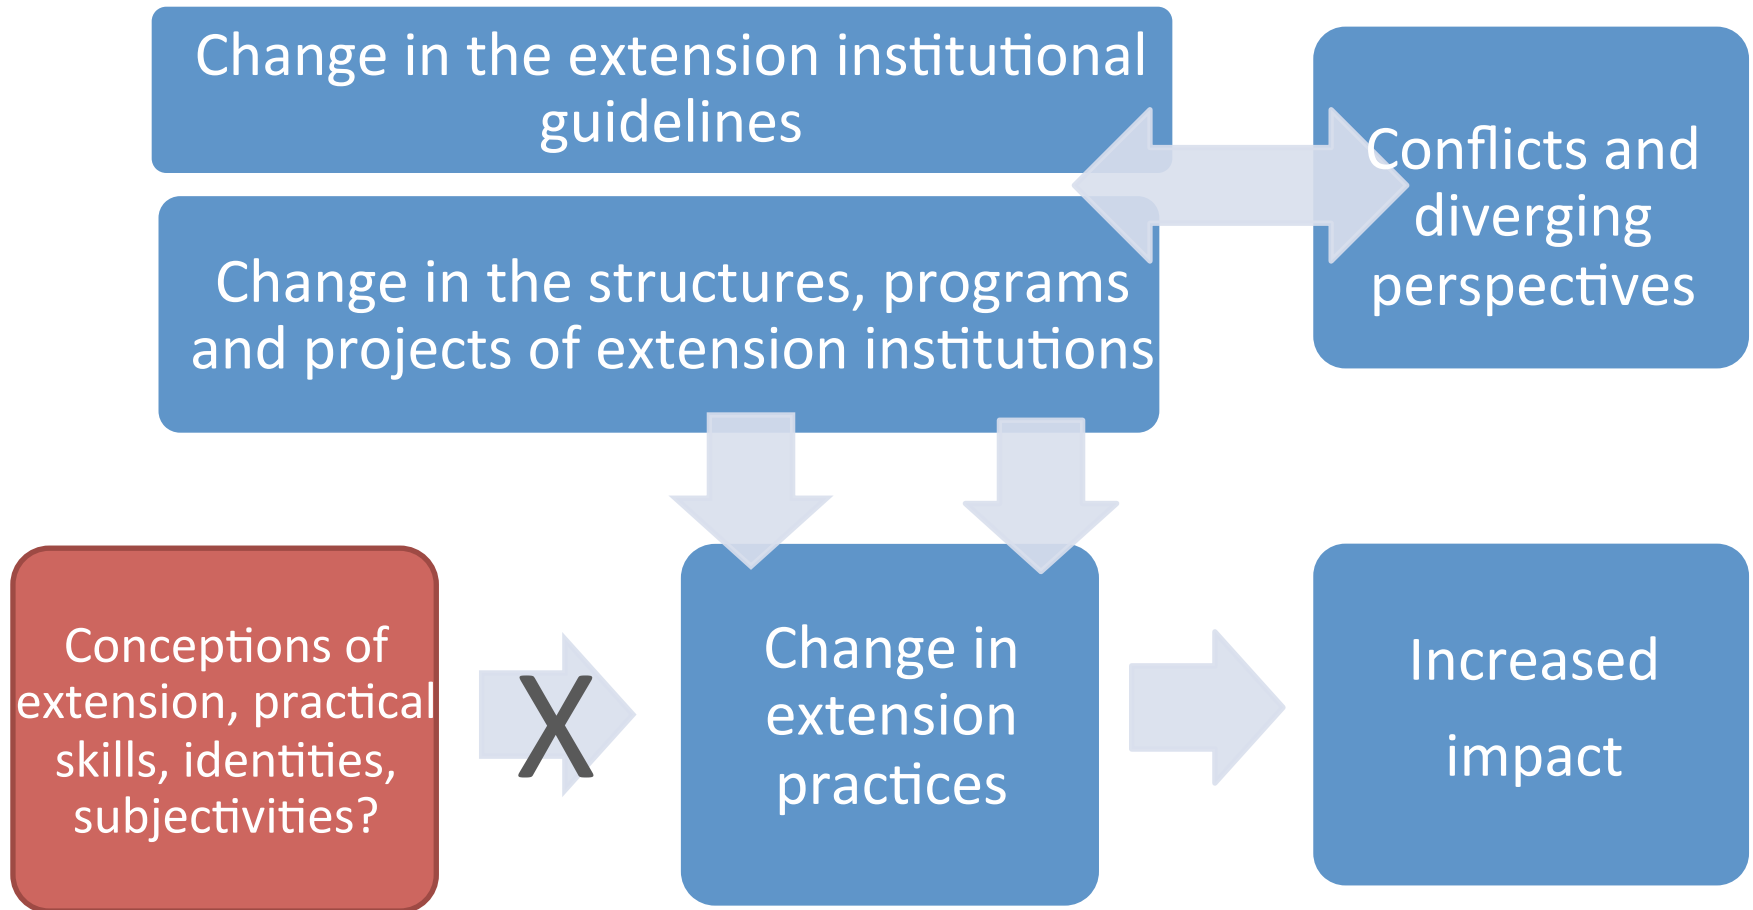 Change in the extension institutional
guidelines
Conflicts and
diverging
perspectives
Change in the structures, programs
and projects of extension institutions
Conceptions of
extension, practical
skills, identities,
subjectivities?
X
Change in
extension
practices
Increased
impact